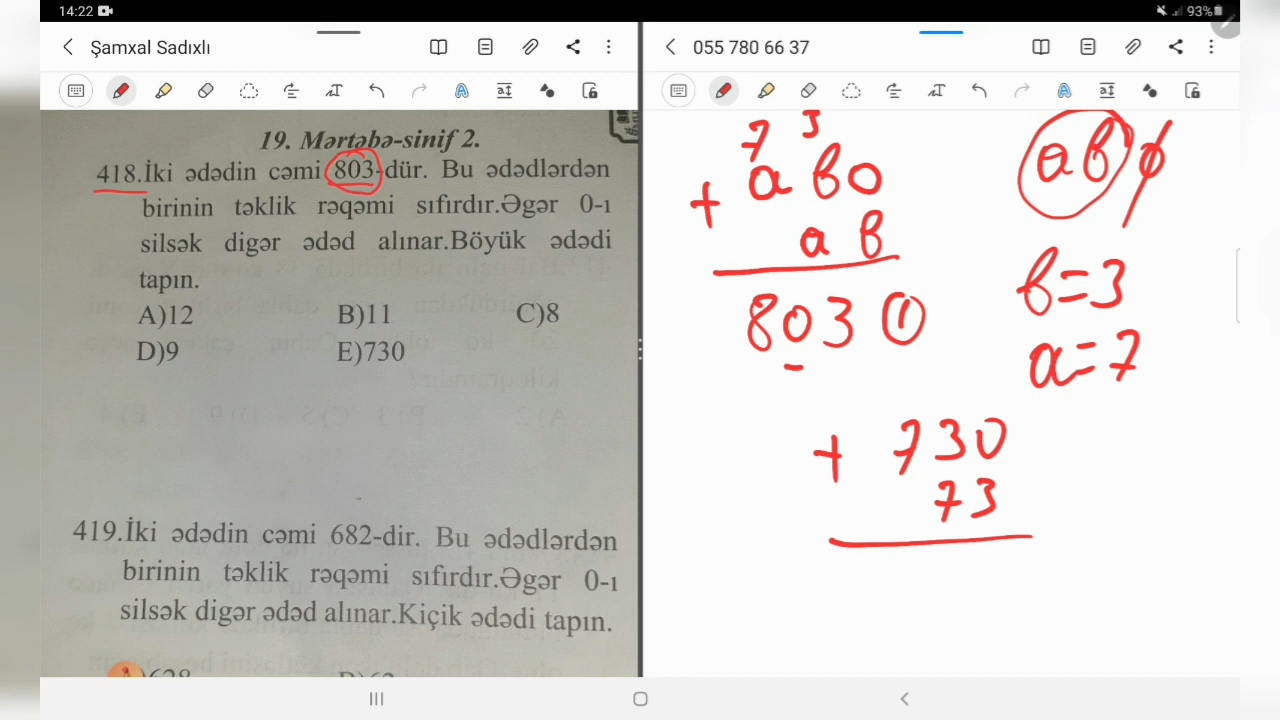 14:22
93%
Şamxal Sadıxlı
055 780 66 37
19. Mərtəbə-sinif 2.
418.İki ədədin cəmi 803-dür. Bu ədədlərdən
birinin təklik rəqəmi sıfırdır.Əgər 0-ı
silsək digər ədəd alınar.Böyük ədədi
tapın.
A)12 B)11 C)8
D)9 E)730
419.İki ədədin cəmi 682-dir. Bu ədədlərdən
birinin təklik rəqəmi sıfırdır.Əgər 0-ı
silsək digər ədəd alınar.Kiçik ədədi tapın.
7 3
+ a b 0
a b
803 1
a b 0
b=3
a=7
+ 730
73